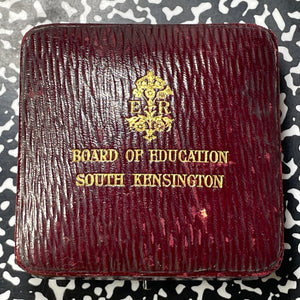 E R
BOARD OF EDUCATION
SOUTH KENSINGTON